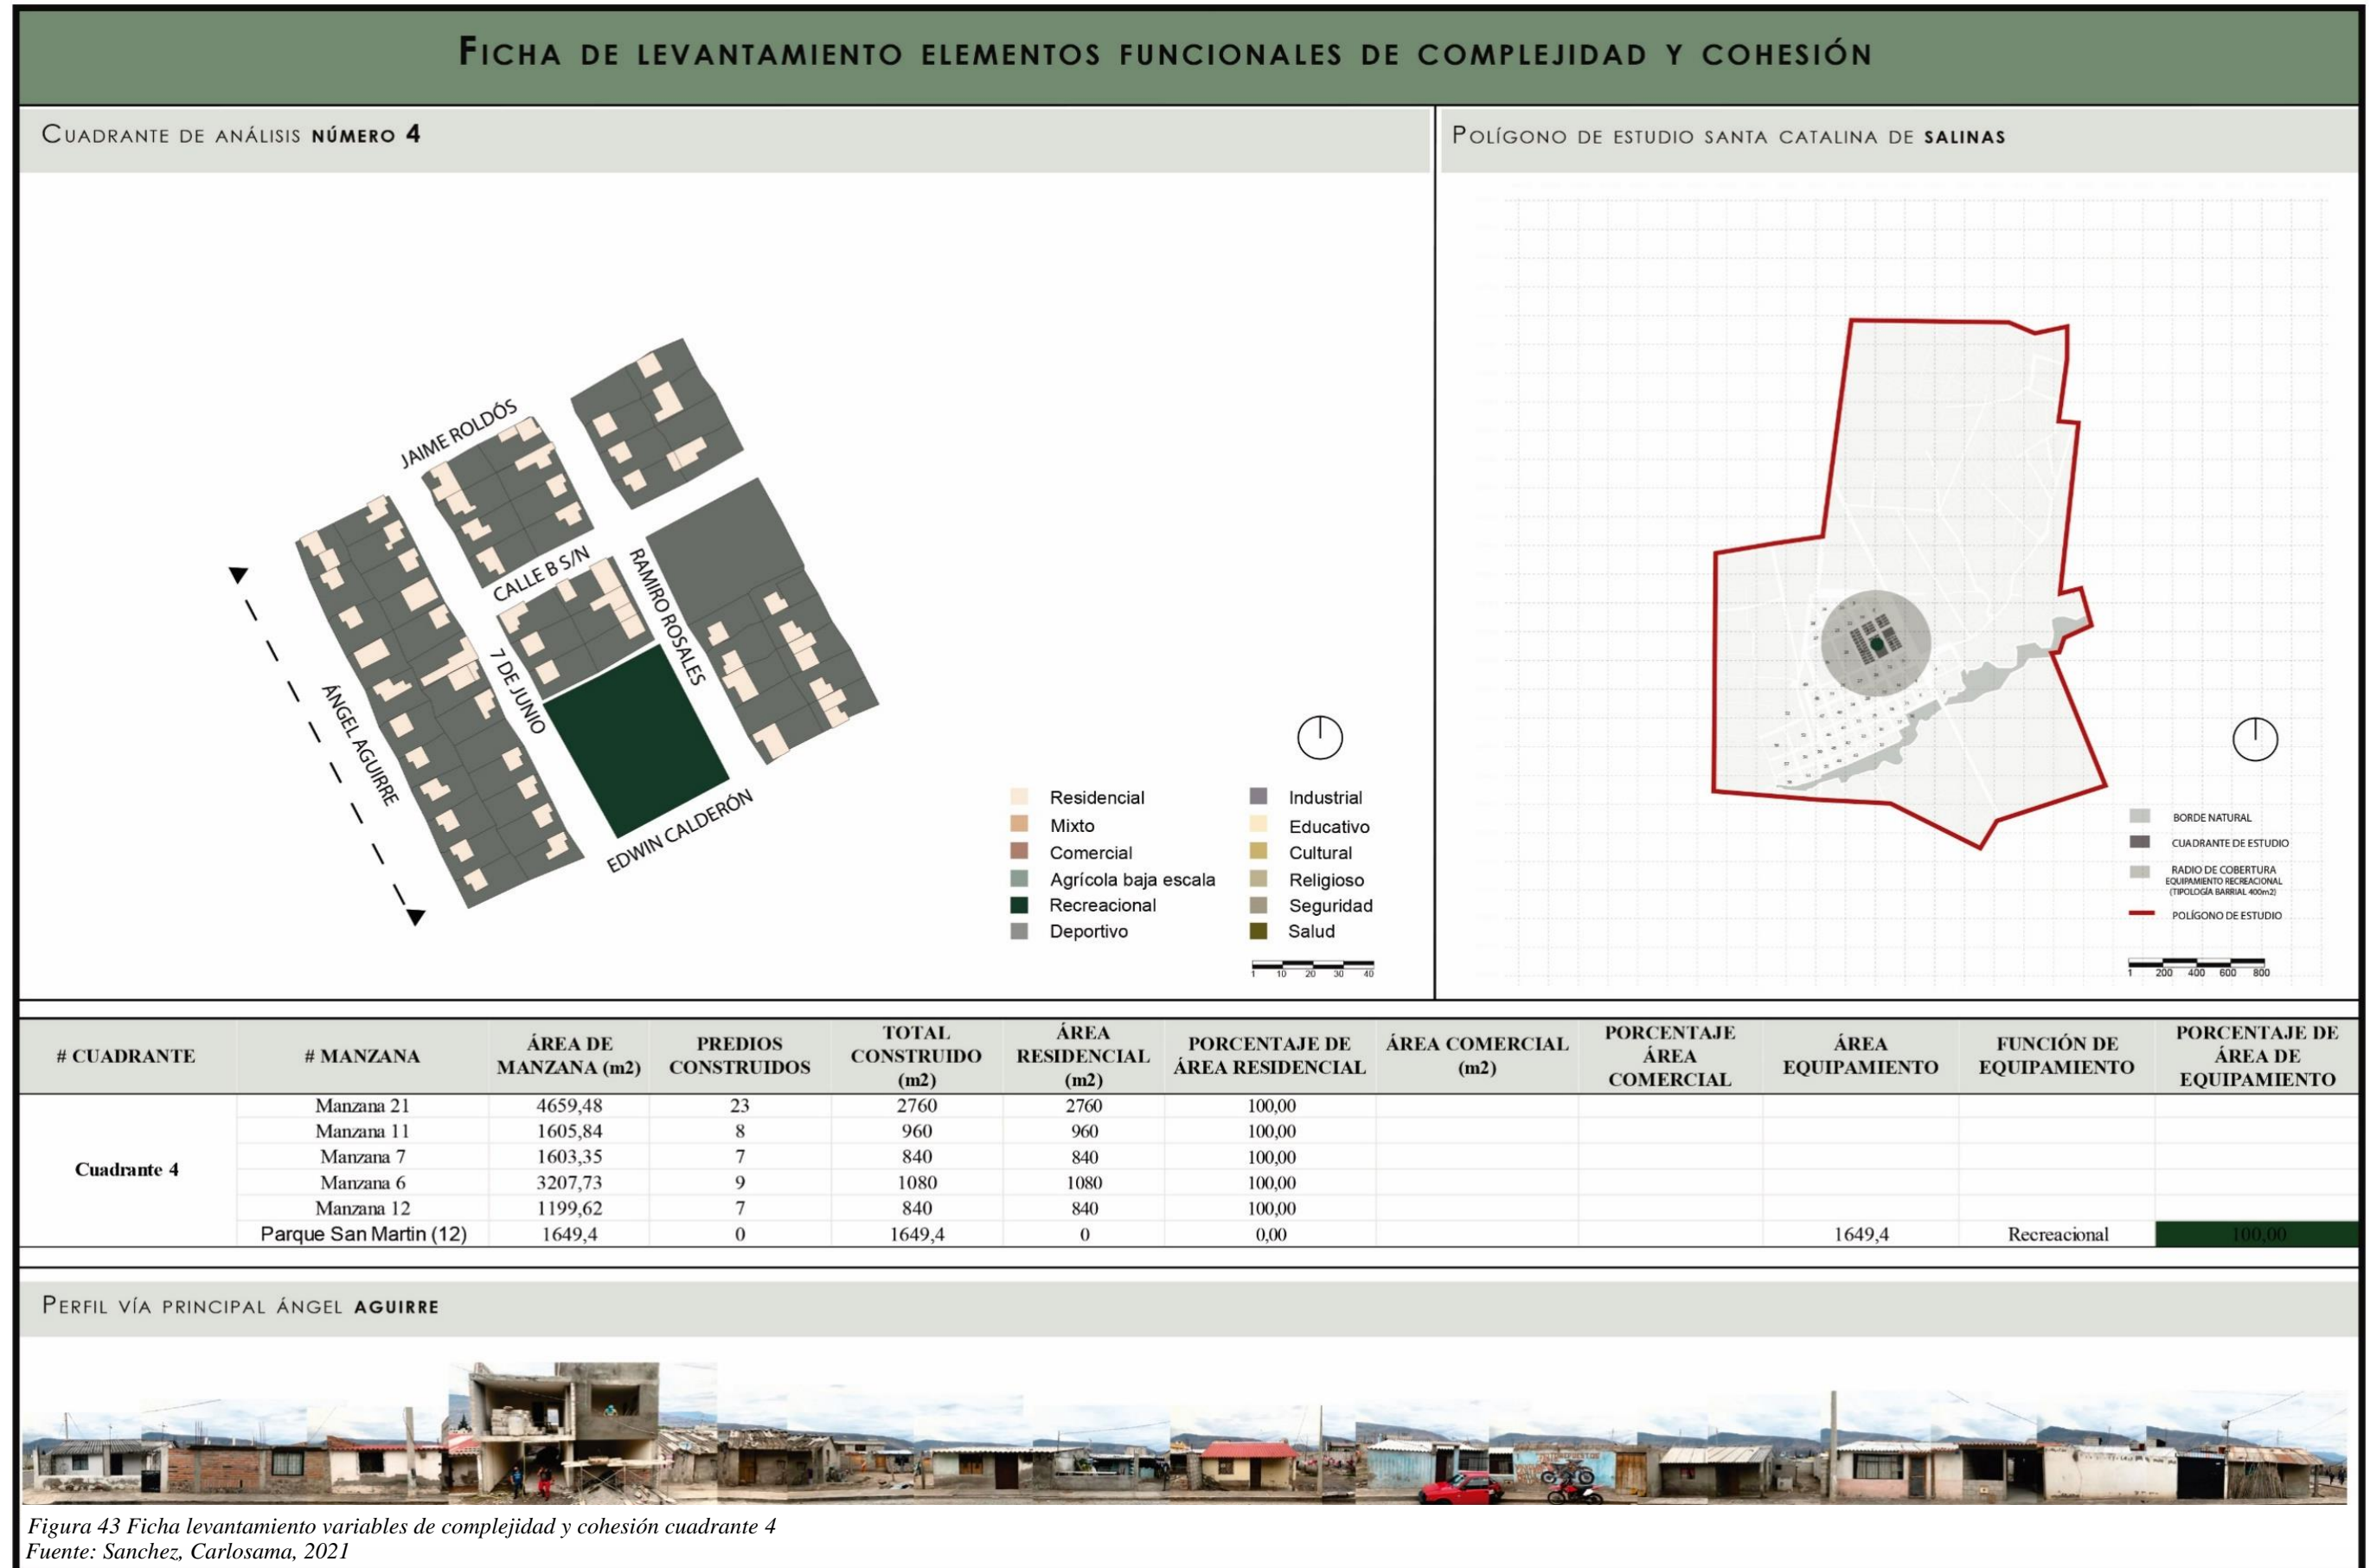 FICHA DE LEVANTAMIENTO ELEMENTOS FUNCIONALES DE COMPLEJIDAD Y COHESIÓN
CUADRANTE DE ANÁLISIS NÚMERO 4
POLÍGONO DE ESTUDIO SANTA CATALINA DE SALINAS
JAIME ROLDÓS
CALLE B S/N
RAMIRO ROSALES
7 DE JUNIO
ÁNGEL AGUIRRE
EDWIN CALDERÓN
Residencial
Mixto
Comercial
Agrícola baja escala
Recreacional
Deportivo
Industrial
Educativo
Cultural
Religioso
Seguridad
Salud
1 10 20 30 40
BORDE NATURAL
CUADRANTE DE ESTUDIO
RADIO DE COBERTURA
EQUIPAMIENTO RECREACIONAL
(TIPOLOGÍA BARRIAL 400m2)
POLÍGONO DE ESTUDIO
1 200 400 600 800
# CUADRANTE
# MANZANA
ÁREA DE
MANZANA (m2)
PREDIOS
CONSTRUIDOS
TOTAL
CONSTRUIDO
(m2)
ÁREA
RESIDENCIAL
(m2)
PORCENTAJE DE
ÁREA RESIDENCIAL
ÁREA COMERCIAL
(m2)
PORCENTAJE
ÁREA
COMERCIAL
ÁREA
EQUIPAMIENTO
FUNCIÓN DE
EQUIPAMIENTO
PORCENTAJE DE
ÁREA DE
EQUIPAMIENTO
Cuadrante 4
Manzana 21 4659,48 23 2760 2760 100,00
Manzana 11 1605,84 8 960 960 100,00
Manzana 7 1603,35 7 840 840 100,00
Manzana 6 3207,73 9 1080 1080 100,00
Manzana 12 1199,62 7 840 840 100,00
Parque San Martin (12) 1649,4 0 1649,4 0 0,00 1649,4 Recreacional 100,00
PERFIL VÍA PRINCIPAL ÁNGEL AGUIRRE
Figura 43 Ficha levantamiento variables de complejidad y cohesión cuadrante 4
Fuente: Sanchez, Carlosama, 2021